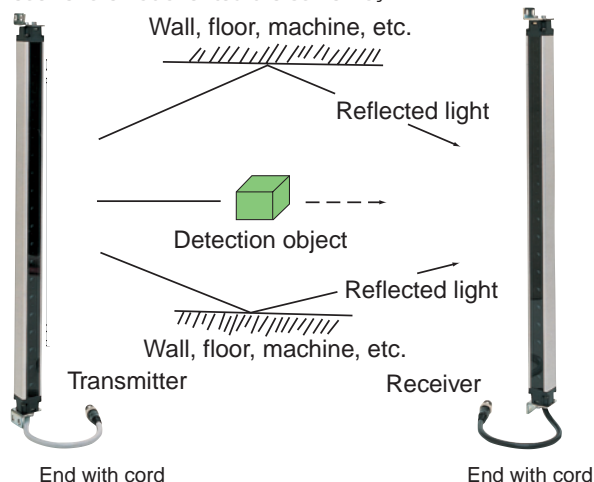 Wall, floor, machine, etc.
Reflected light
Detection object
Reflected light
Wall, floor, machine, etc.
Transmitter
Receiver
End with cord
End with cord